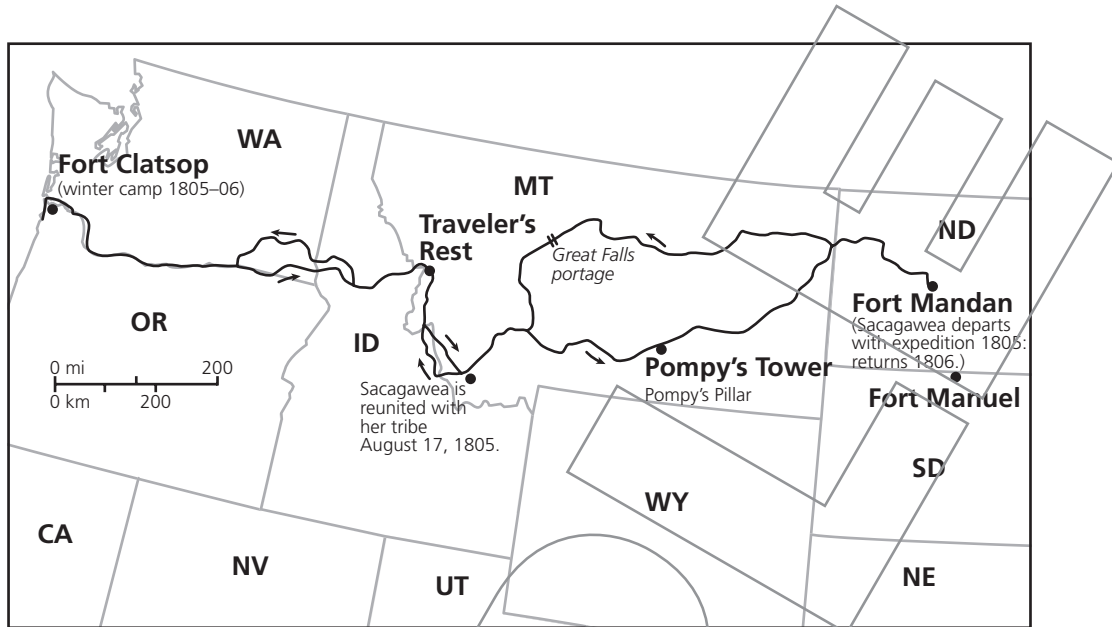 WA
Fort Clatsop
(winter camp 1805–06)
MT
Traveler's
Rest
Great Falls
portage
ND
Fort Mandan
(Sacagawea departs
with expedition 1805:
returns 1806.)
OR
ID
0 mi 200
0 km 200
Pompy's Tower
Pompy's Pillar
Fort Manuel
Sacagawea is
reunited with
her tribe
August 17, 1805.
SD
WY
CA
NV
UT
NE